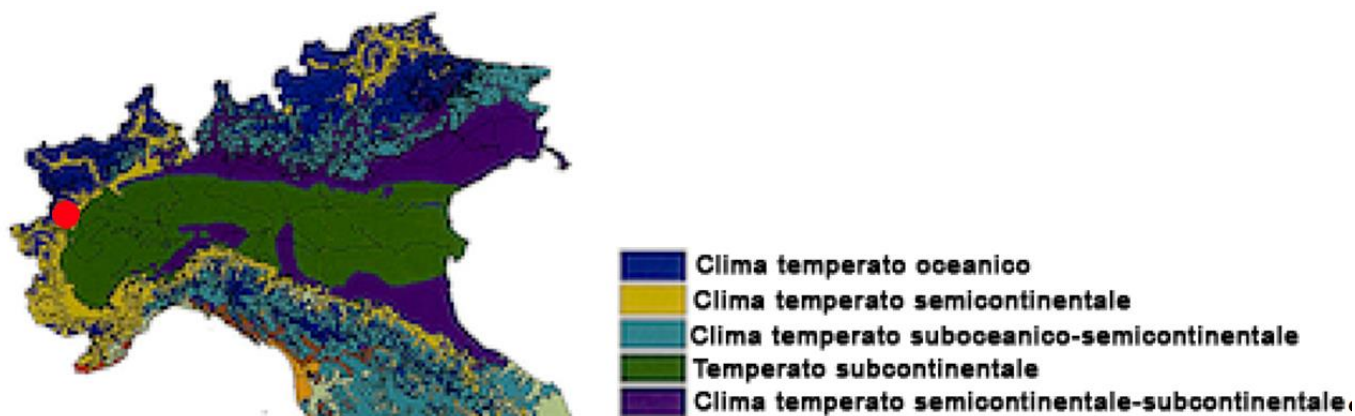 Clima temperato oceanico
Clima temperato semicontinentale
Clima temperato suboceanico-semicontinentale
Temperato subcontinentale
Clima temperato semicontinentale-subcontinentale.